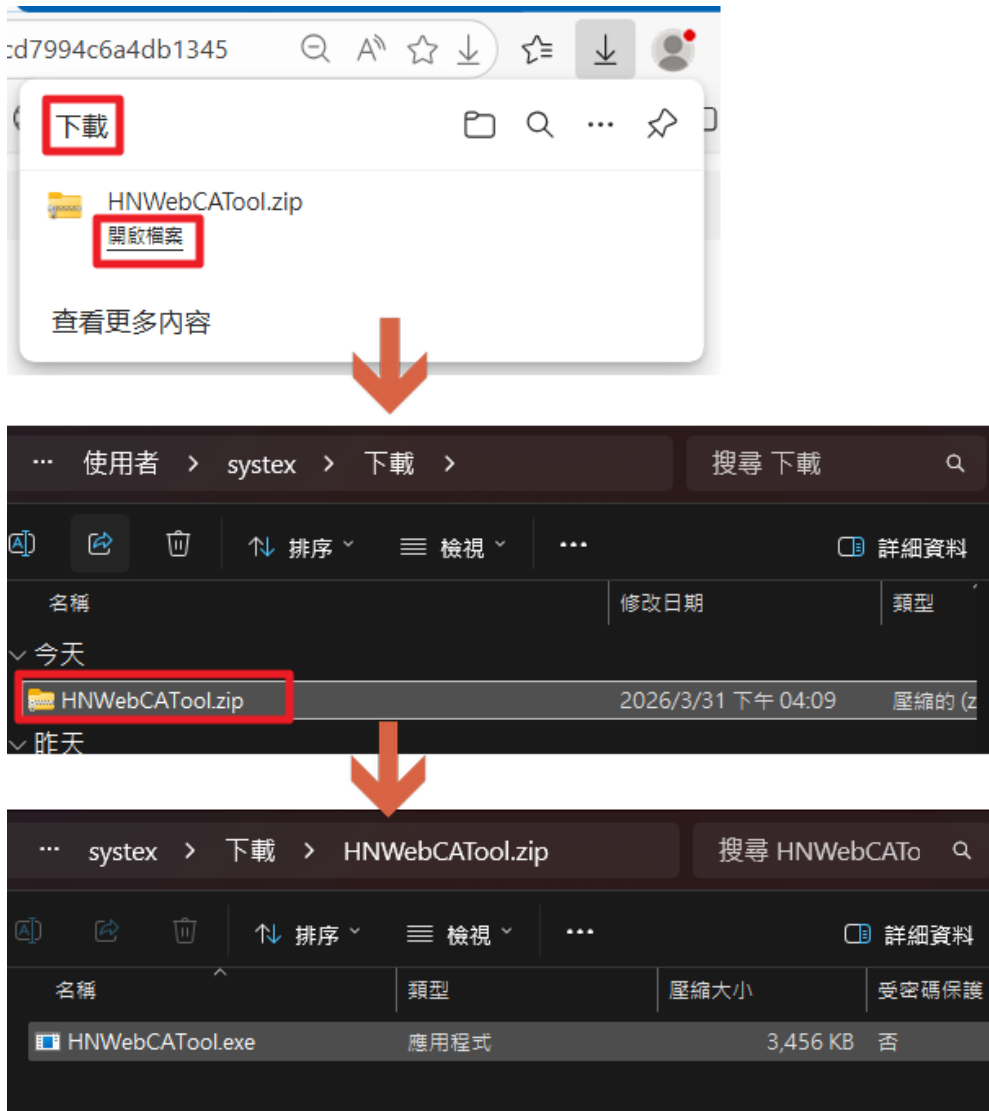 cd7994c6a4db1345
下載
HNWebCATool.zip
開啟檔案
查看更多內容
使用者 > systex > 下載 >
搜尋 下載
排序
檢視
詳細資料
名稱
修改日期
類型
今天
HNWebCATool.zip
2026/3/31 下午 04:09
壓縮的 (z
昨天
systex > 下載 > HNWebCATool.zip
搜尋 HNWebCATo
排序
檢視
詳細資料
名稱
類型
壓縮大小
受密碼保護
HNWebCATool.exe
應用程式
3,456 KB
否